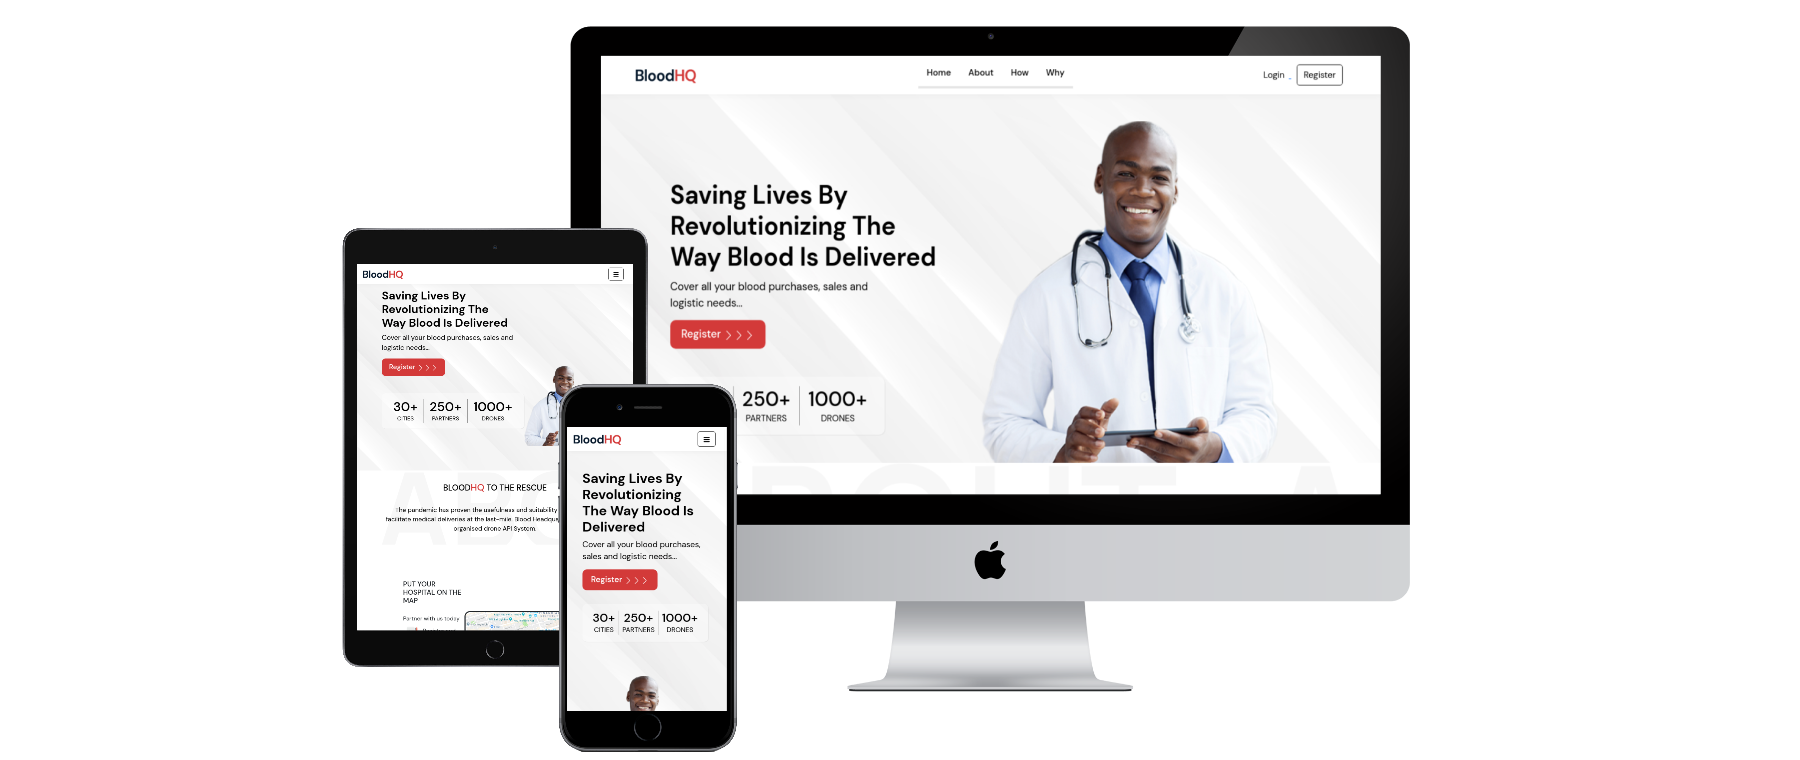 BloodHQ
Home About How Why
Login Register
Saving Lives By
Revolutionizing The
Way Blood Is Delivered
Cover all your blood purchases, sales and
logistic needs...
Register
250+ 1000+
PARTNERS DRONES
BloodHQ
Saving Lives By
Revolutionizing The
Way Blood Is Delivered
Cover all your blood purchases, sales and
logistic needs...
Register
30+ 250+ 1000+
CITIES PARTNERS DRONES
BLOODHQ TO THE RESCUE
The pandemic has proven the usefulness and suitability
facilitate medical deliveries at the last-mile. Blood Headqu
organised drone API System.
PUT YOUR
HOSPITAL ON THE
MAP
Partner with us today
BloodHQ
Saving Lives By
Revolutionizing
The Way Blood Is
Delivered
Cover all your blood purchases,
sales and logistic needs...
Register
30+ 250+ 1000+
CITIES PARTNERS DRONES